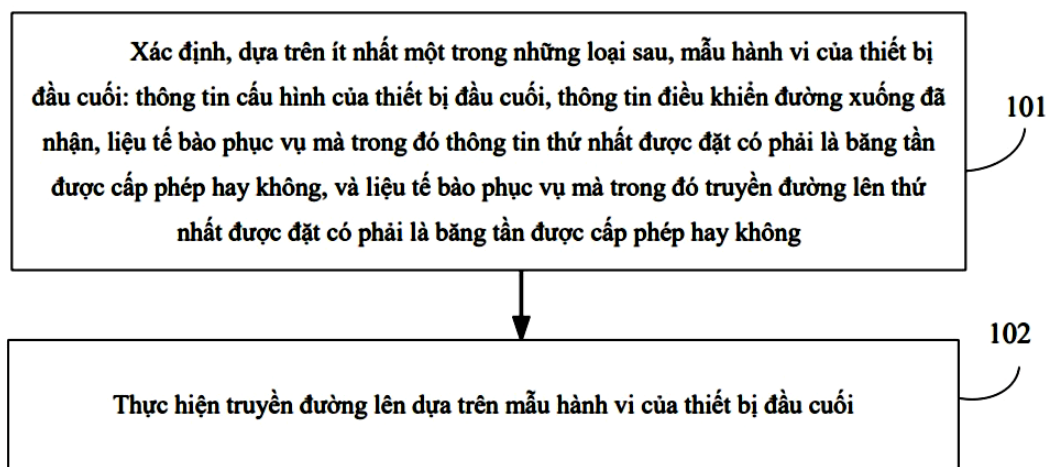 Xác định, dựa trên ít nhất một trong những loại sau, mẫu hành vi của thiết bị
đầu cuối: thông tin cấu hình của thiết bị đầu cuối, thông tin điều khiển đường xuống đã
nhận, liệu tế bào phục vụ mà trong đó thông tin thứ nhất được đặt có phải là băng tần
được cấp phép hay không, và liệu tế bào phục vụ mà trong đó truyền đường lên thứ
nhất được đặt có phải là băng tần được cấp phép hay không
101
102
Thực hiện truyền đường lên dựa trên mẫu hành vi của thiết bị đầu cuối